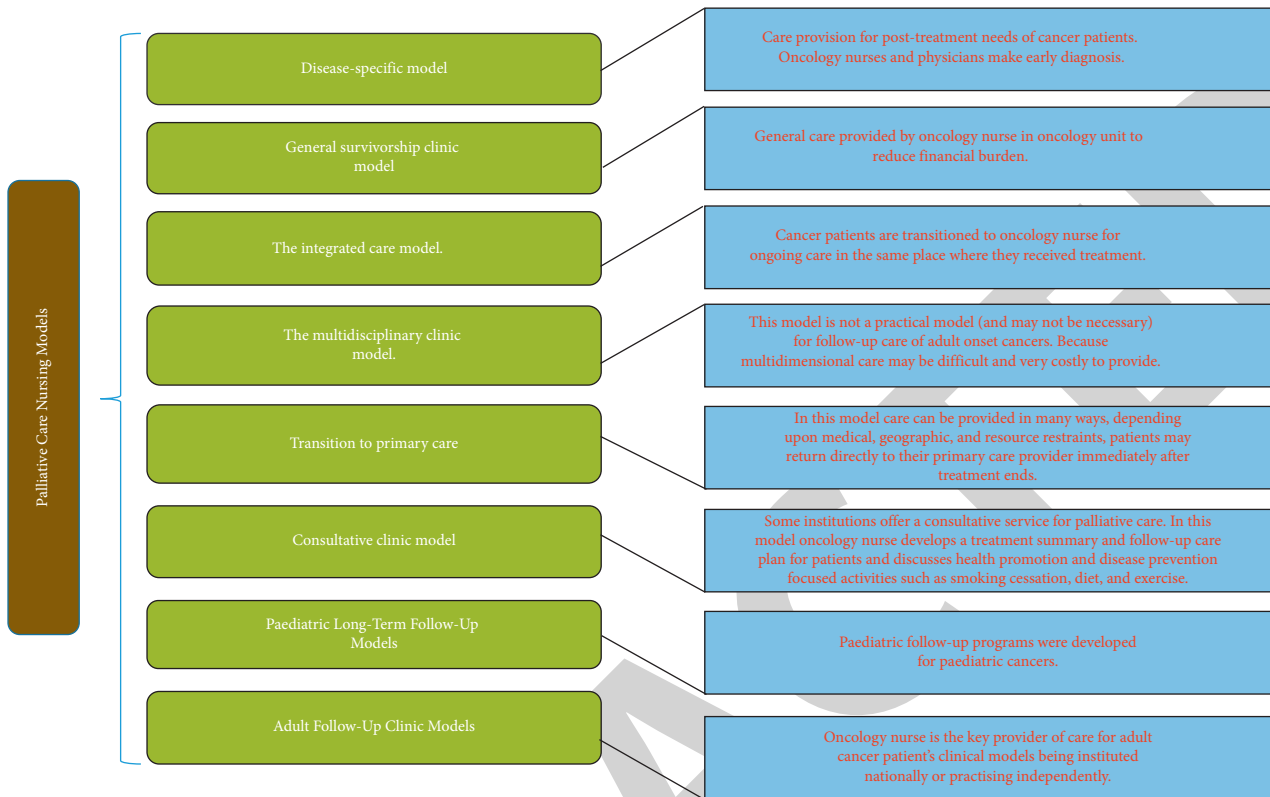 Palliative Care Nursing Models
Disease-specific model
Care provision for post-treatment needs of cancer patients.
Oncology nurses and physicians make early diagnosis.
General survivorship clinic
model
General care provided by oncology nurse in oncology unit to
reduce financial burden.
The integrated care model.
Cancer patients are transitioned to oncology nurse for
ongoing care in the same place where they received treatment.
The multidisciplinary clinic
model.
This model is not a practical model (and may not be necessary)
for follow-up care of adult onset cancers. Because
multidimensional care may be difficult and very costly to provide.
Transition to primary care
In this model care can be provided in many ways, depending
upon medical, geographic, and resource restraints, patients may
return directly to their primary care provider immediately after
treatment ends.
Consultative clinic model
Some institutions offer a consultative service for palliative care. In this
model oncology nurse develops a treatment summary and follow-up care
plan for patients and discusses health promotion and disease prevention
focused activities such as smoking cessation, diet, and exercise.
Paediatric Long-Term Follow-Up
Models
Paediatric follow-up programs were developed
for paediatric cancers.
Adult Follow-Up Clinic Models
Oncology nurse is the key provider of care for adult
cancer patient's clinical models being instituted
nationally or practising independently.